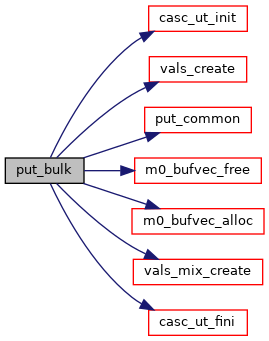 casc_ut_init
vals_create
put_common
put_bulk
m0_bufvec_free
m0_bufvec_alloc
vals_mix_create
casc_ut_fini